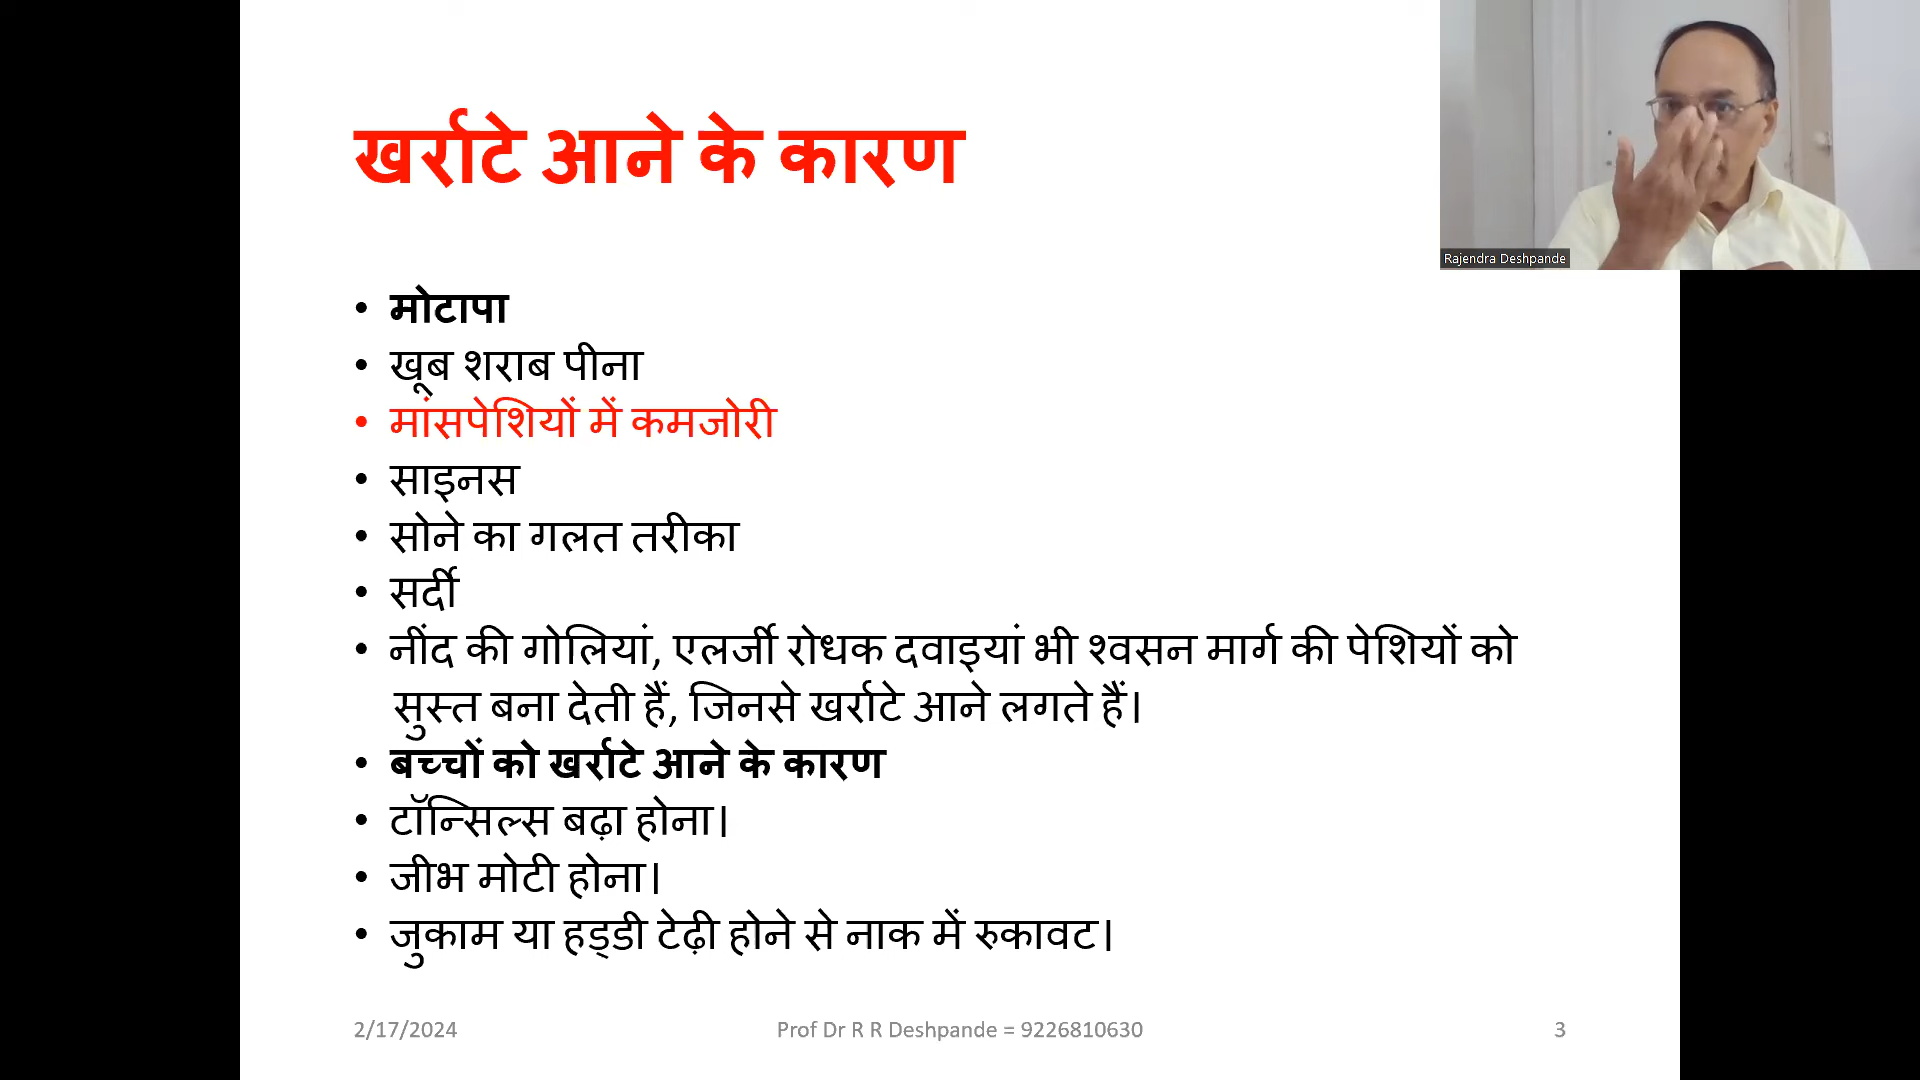 खर्राटे आने के कारण
Rajendra Deshpande
• मोटापा
• खूब शराब पीना
• मांसपेशियों में कमजोरी
• साइनस
• सोने का गलत तरीका
• सर्दी
• नींद की गोलियां, एलर्जी रोधक दवाइयां भी श्वसन मार्ग की पेशियों को
सुस्त बना देती हैं, जिनसे खर्राटे आने लगते हैं।
• बच्चों को खर्राटे आने के कारण
• टॉन्सिल्स बढ़ा होना।
• जीभ मोटी होना।
• जुकाम या हड्डी टेढ़ी होने से नाक में रुकावट।
2/17/2024
Prof Dr R R Deshpande = 9226810630
3